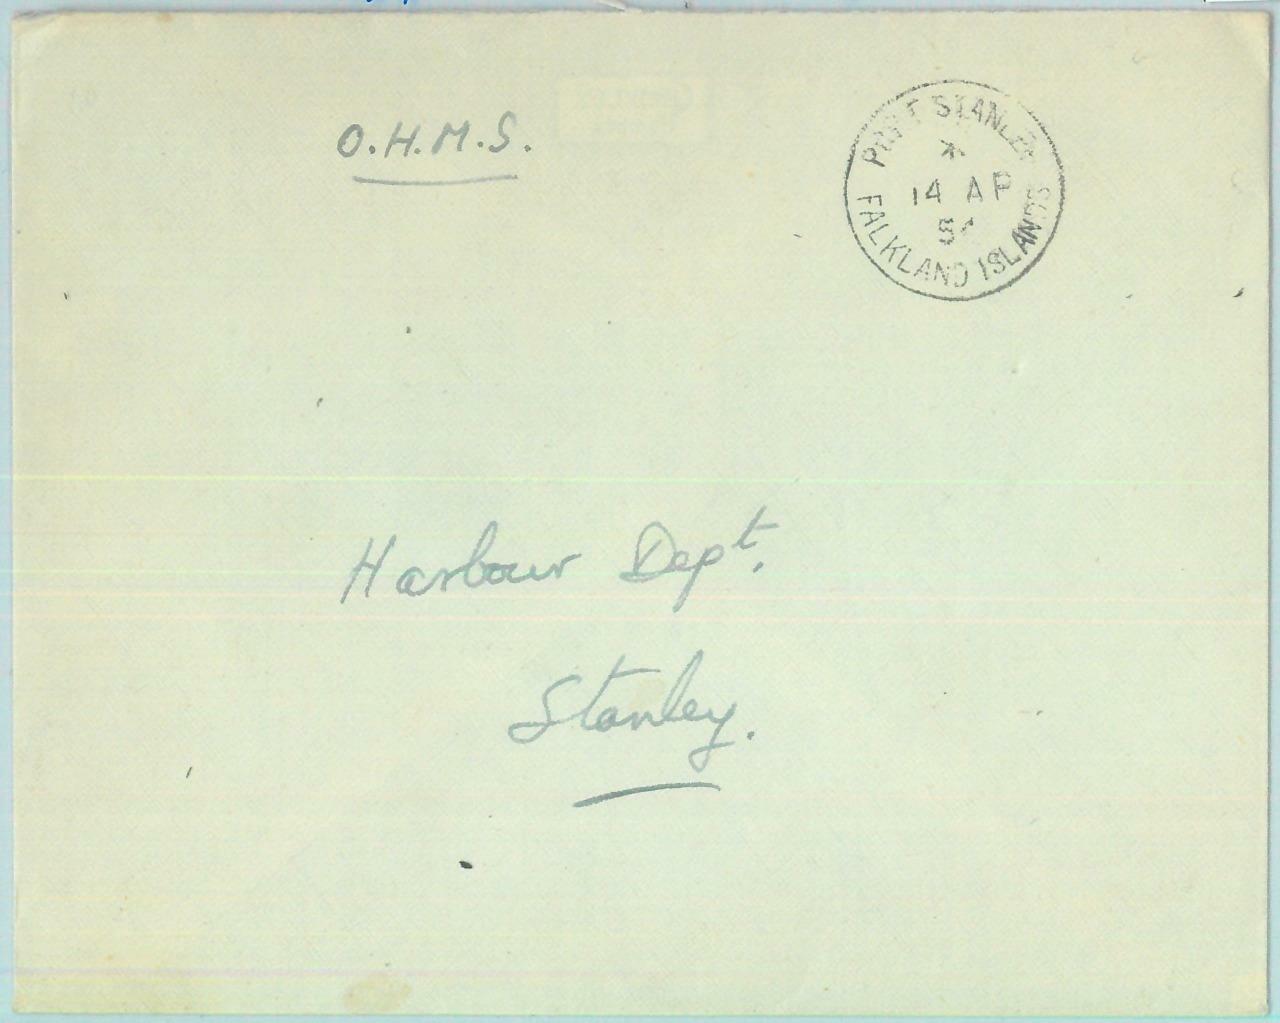 O.H.M.S.
PORT STANLEY
14 AP
FALKLAND ISLANDS
Harbour Dept.
Stanley.